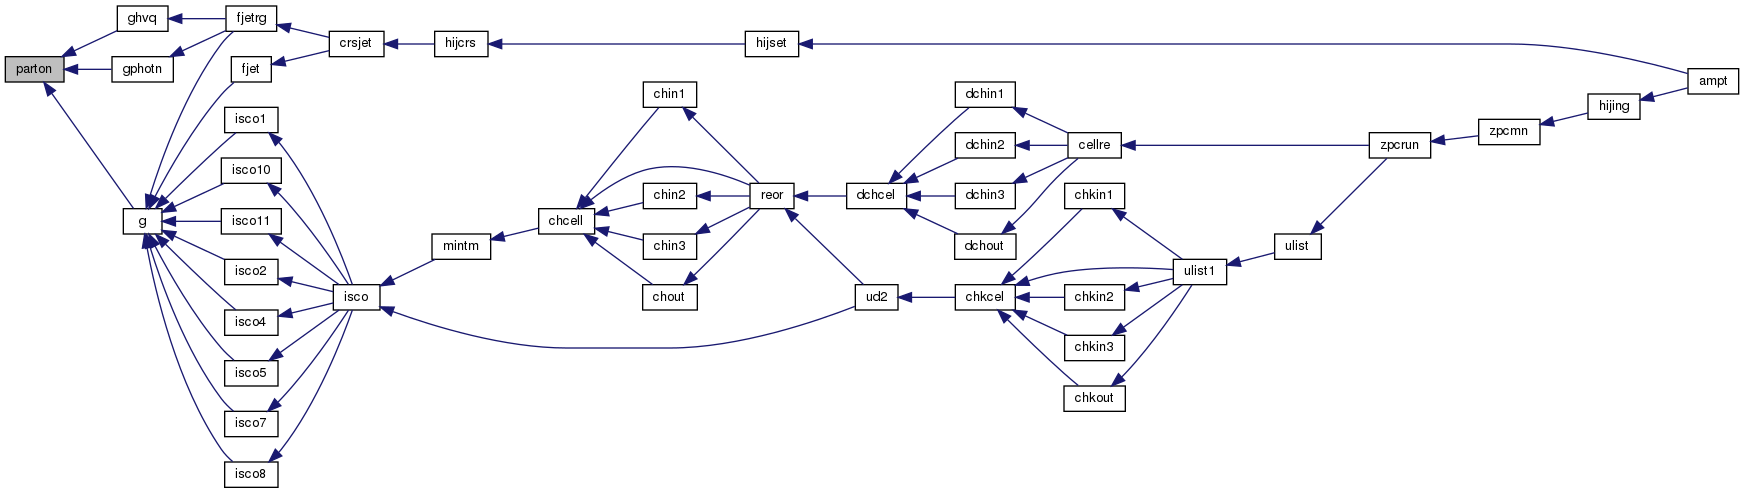 parton
ghvq
gphotn
g
fjetrg
fjet
isco1
isco10
isco11
isco2
isco4
isco5
isco7
isco8
crsjet
isco
hijcrs
mintm
chcell
chin1
chin2
chin3
chout
hijset
reor
dchcel
ud2
dchin1
dchin2
dchin3
dchout
chkcel
cellre
chkin1
chkin2
chkin3
chkout
ulist1
ulist
zpcrun
zpcmn
hijing
ampt